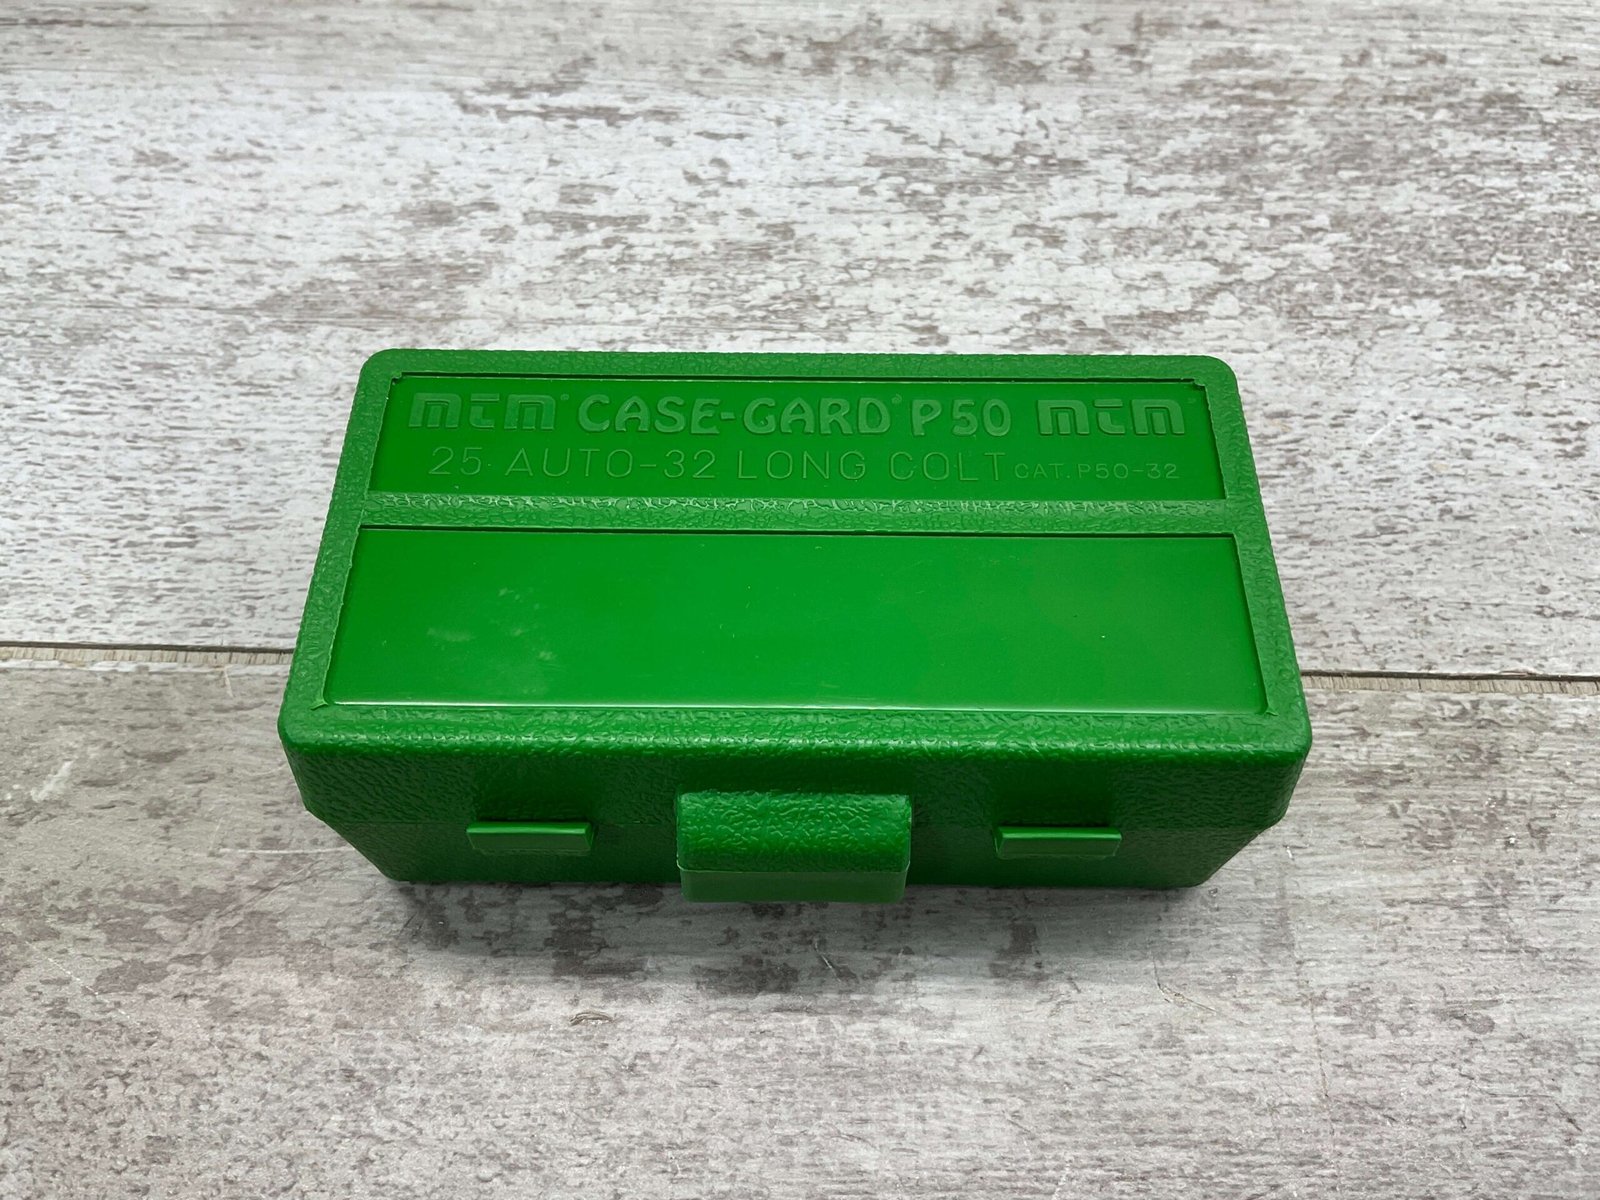 mtm® CASE-GARD® P50 mtm®
25 AUTO-32 LONG COLT CAT. P50-32